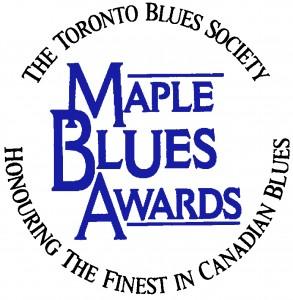 THE TORONTO BLUES SOCIETY
MAPLE
BLUES
AWARDS
HONOURING THE FINEST IN CANADIAN BLUES